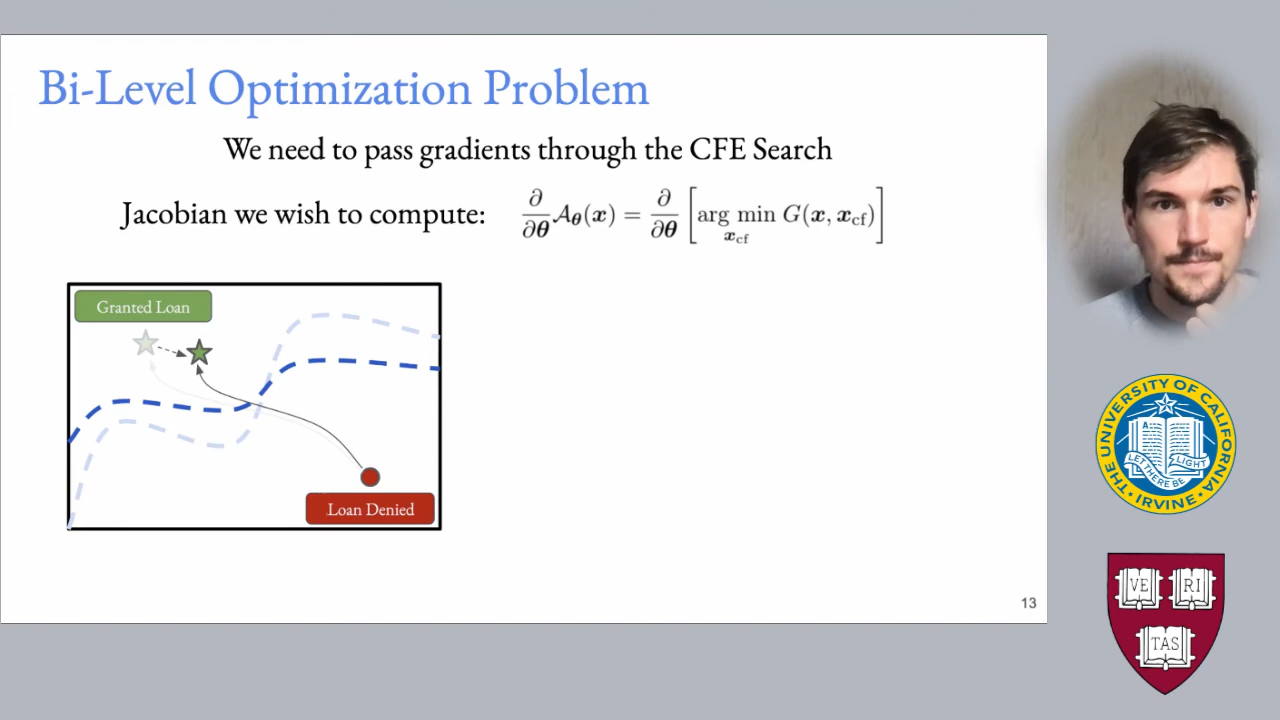 Bi-Level Optimization Problem
We need to pass gradients through the CFE Search
Jacobian we wish to compute: ∂/∂θ 𝒜_θ(x) = ∂/∂θ [arg min_{x_cf} G(x, x_cf)]
Granted Loan
Loan Denied
13
THE UNIVERSITY OF CALIFORNIA
LET THERE BE LIGHT
IRVINE
VE RI
TAS